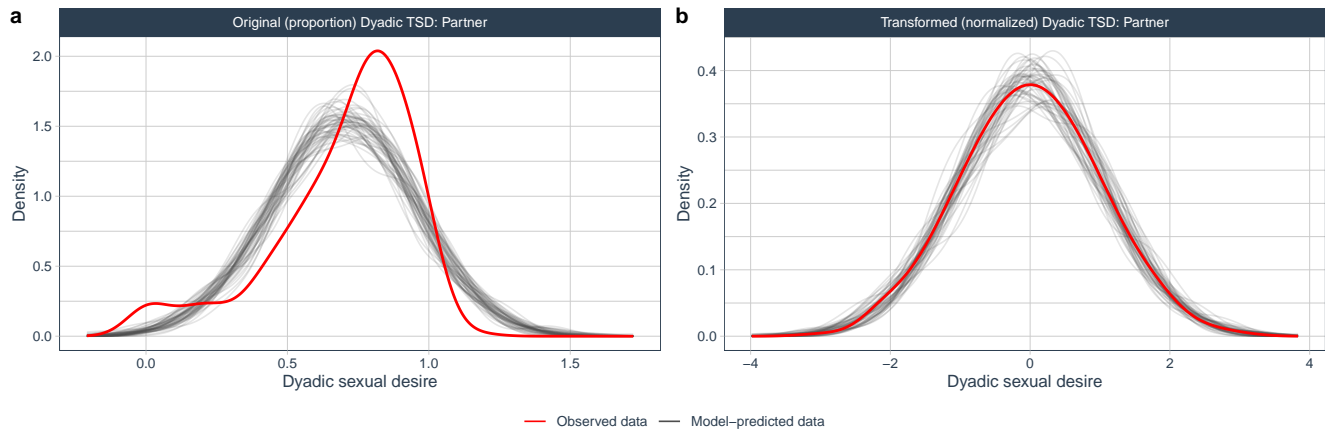 a
Original (proportion) Dyadic TSD: Partner
Density
2.0
1.5
1.0
0.5
0.0
0.0 0.5 1.0 1.5
Dyadic sexual desire
b
Transformed (normalized) Dyadic TSD: Partner
Density
0.4
0.3
0.2
0.1
0.0
−4 −2 0 2 4
Dyadic sexual desire
Observed data Model−predicted data